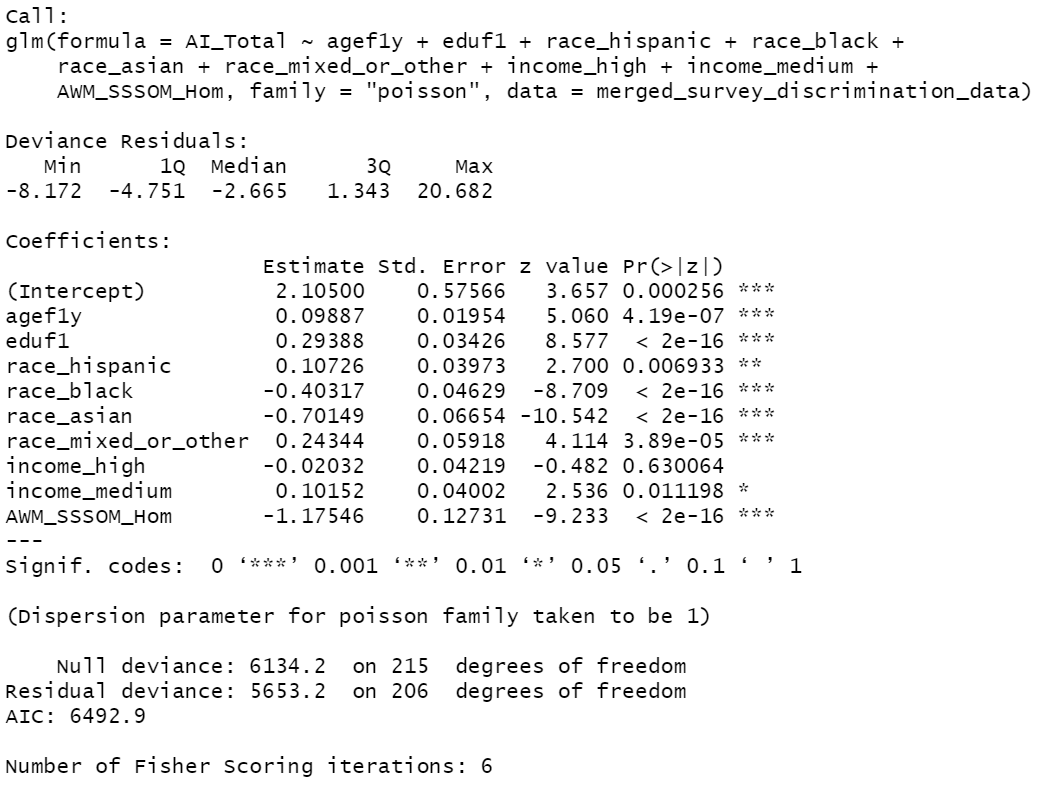 Call:
glm(formula = AI_Total ~ agef1y + eduf1 + race_hispanic + race_black +
    race_asian + race_mixed_or_other + income_high + income_medium +
    AWM_SSSOM_Hom, family = "poisson", data = merged_survey_discrimination_data)

Deviance Residuals:
   Min      1Q  Median      3Q     Max
-8.172  -4.751  -2.665   1.343  20.682

Coefficients:
                    Estimate Std. Error z value Pr(>|z|)
(Intercept)          2.10500    0.57566   3.657 0.000256 ***
agef1y               0.09887    0.01954   5.060 4.19e-07 ***
eduf1                0.29388    0.03426   8.577  < 2e-16 ***
race_hispanic        0.10726    0.03973   2.700 0.006933 **
race_black          -0.40317    0.04629  -8.709  < 2e-16 ***
race_asian          -0.70149    0.06654 -10.542  < 2e-16 ***
race_mixed_or_other  0.24344    0.05918   4.114 3.89e-05 ***
income_high         -0.02032    0.04219  -0.482 0.630064
income_medium        0.10152    0.04002   2.536 0.011198 *
AWM_SSSOM_Hom       -1.17546    0.12731  -9.233  < 2e-16 ***
---
Signif. codes:  0 ‘***’ 0.001 ‘**’ 0.01 ‘*’ 0.05 ‘.’ 0.1 ‘ ’ 1

(Dispersion parameter for poisson family taken to be 1)

    Null deviance: 6134.2  on 215  degrees of freedom
Residual deviance: 5653.2  on 206  degrees of freedom
AIC: 6492.9

Number of Fisher Scoring iterations: 6